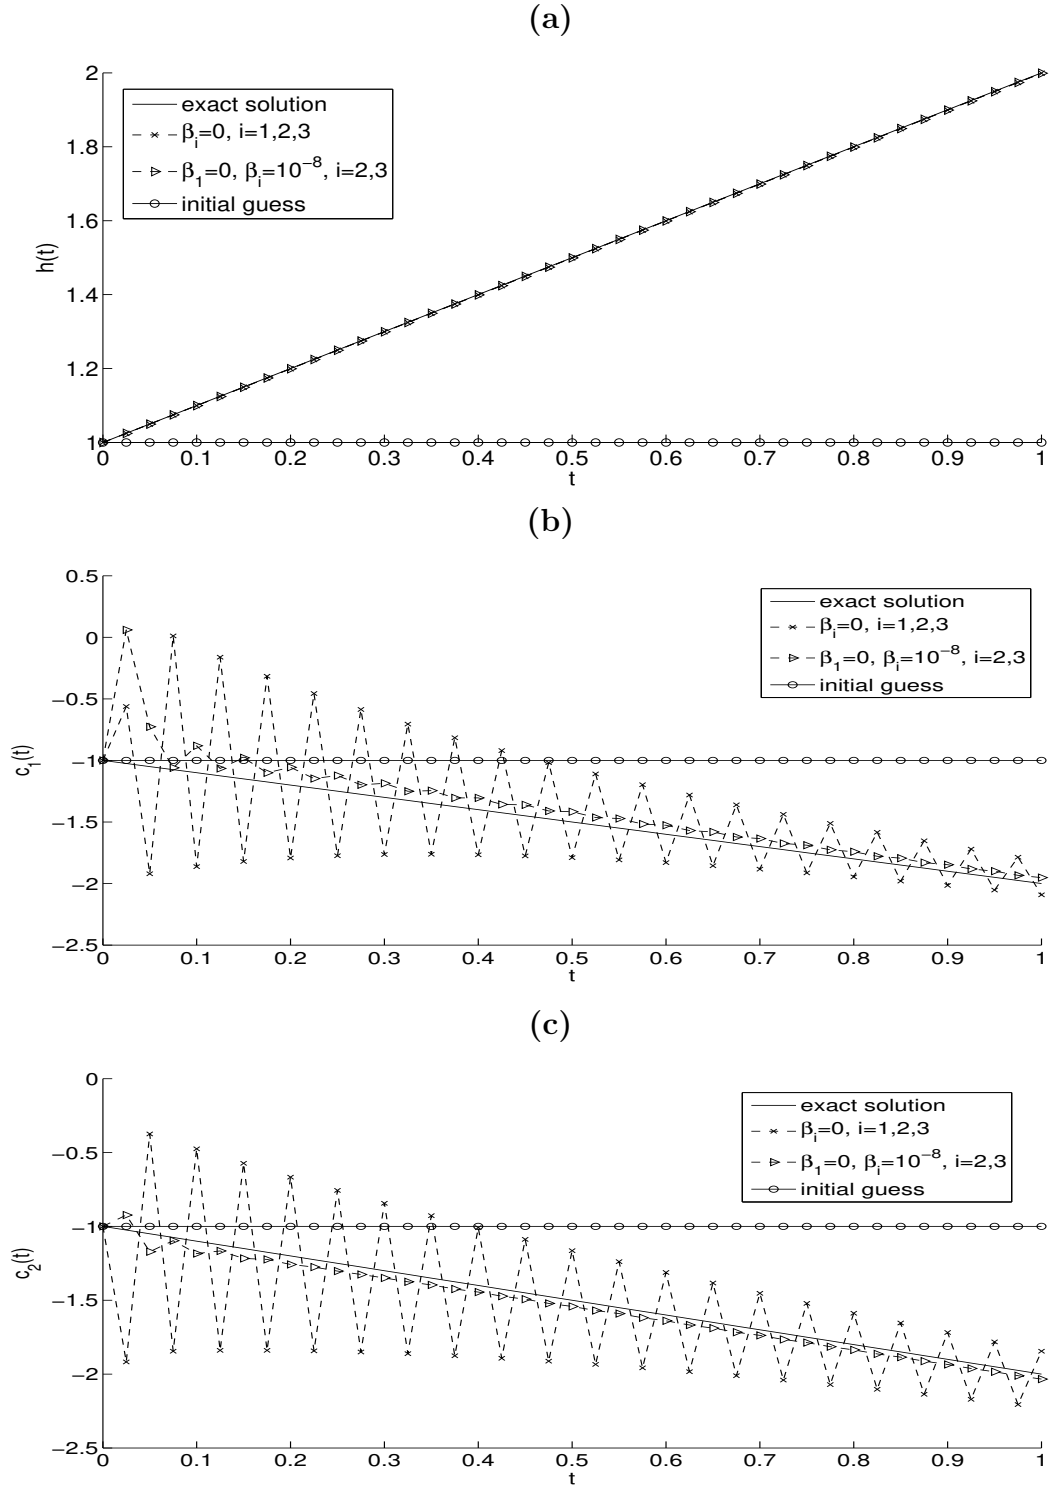 (a)
2
1.8
1.6
1.4
1.2
1
h(t)
exact solution
β_i=0, i=1,2,3
β_1=0, β_i=10^{-8}, i=2,3
initial guess
0 0.1 0.2 0.3 0.4 0.5 0.6 0.7 0.8 0.9 1
t
(b)
0.5
0
−0.5
−1
−1.5
−2
−2.5
c_1(t)
exact solution
β_i=0, i=1,2,3
β_1=0, β_i=10^{-8}, i=2,3
initial guess
0 0.1 0.2 0.3 0.4 0.5 0.6 0.7 0.8 0.9 1
t
(c)
0
−0.5
−1
−1.5
−2
−2.5
c_2(t)
exact solution
β_i=0, i=1,2,3
β_1=0, β_i=10^{-8}, i=2,3
initial guess
0 0.1 0.2 0.3 0.4 0.5 0.6 0.7 0.8 0.9 1
t